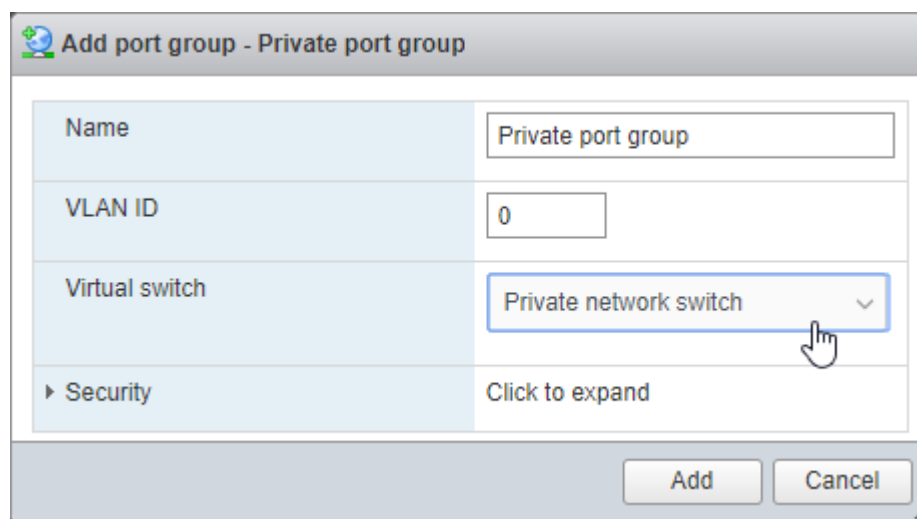 Add port group - Private port group
Name
Private port group
VLAN ID
0
Virtual switch
Private network switch
Security
Click to expand
Add
Cancel